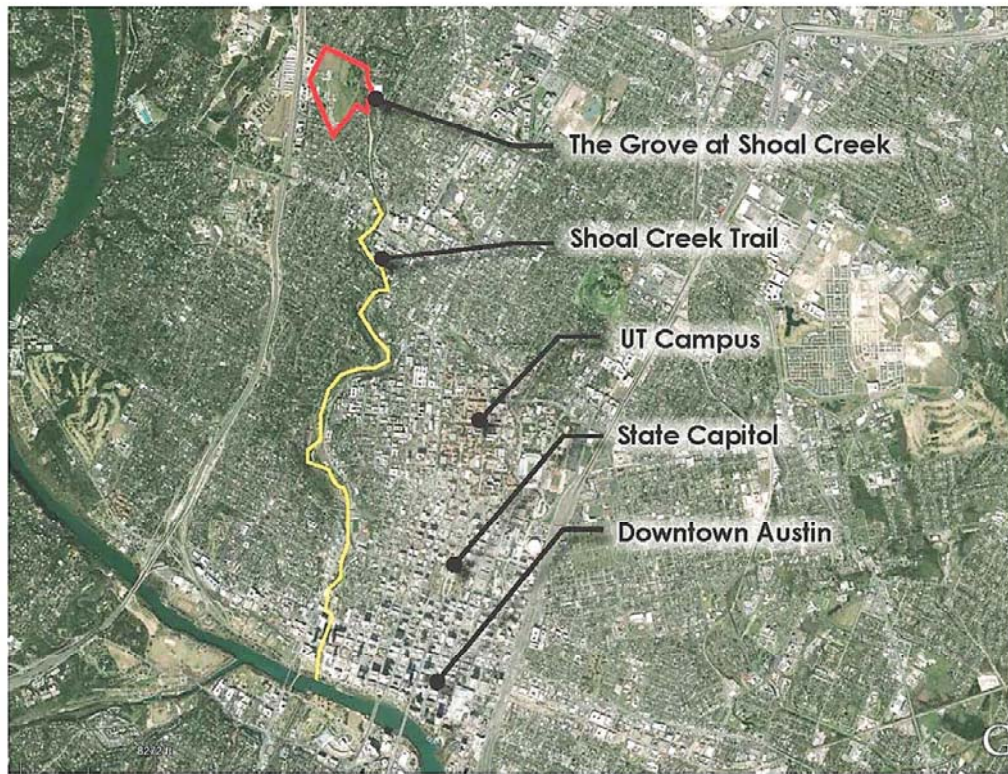 The Grove at Shoal Creek
Shoal Creek Trail
UT Campus
State Capitol
Downtown Austin